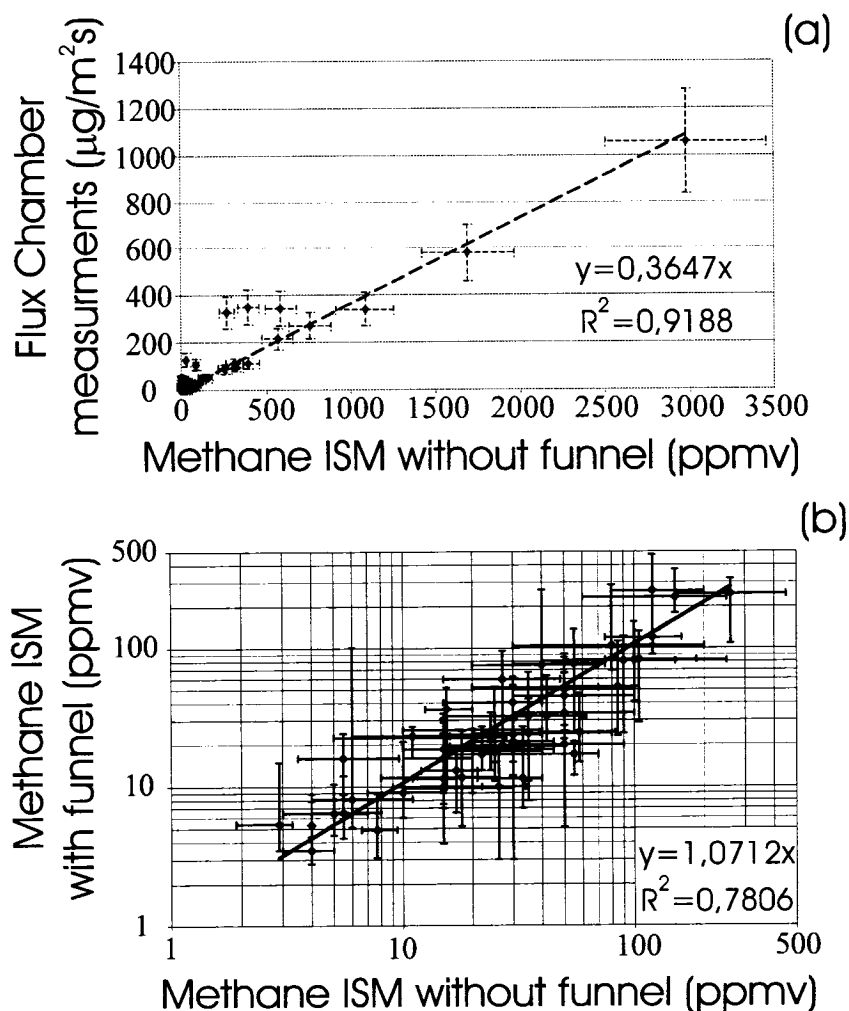 (a)
Flux Chamber
measurments (µg/m²s)
1400
1200
1000
800
600
400
200
0
y=0,3647x
R²=0,9188
0 500 1000 1500 2000 2500 3000 3500
Methane ISM without funnel (ppmv)
(b)
Methane ISM
with funnel (ppmv)
500
100
10
1
y=1,0712x
R²=0,7806
1 10 100 500
Methane ISM without funnel (ppmv)